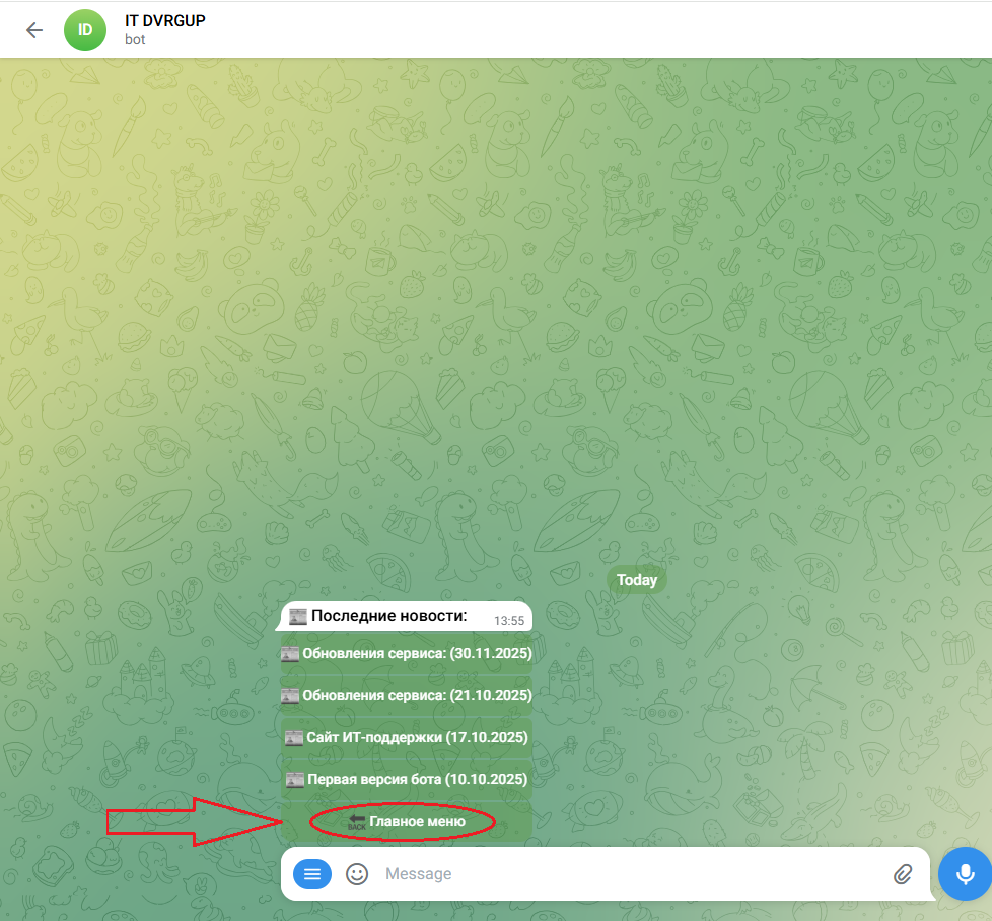 ID
IT DVRGUP
bot
Today
Последние новости:
13:55
Обновления сервиса: (30.11.2025)
Обновления сервиса: (21.10.2025)
Сайт ИТ-поддержки (17.10.2025)
Первая версия бота (10.10.2025)
BACK Главное меню
Message